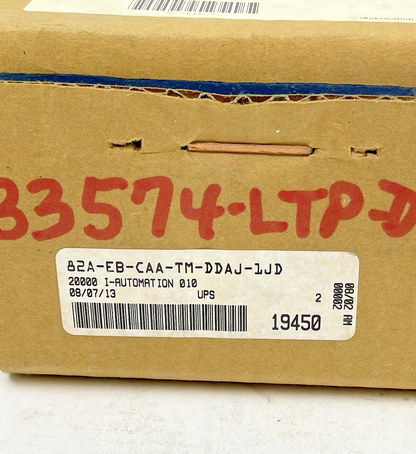 33574-LTP-D
82A-EB-CAA-TM-DDAJ-1JD
20000 I-AUTOMATION 010
08/07/13 UPS 2
19450
08/02 AM
000002